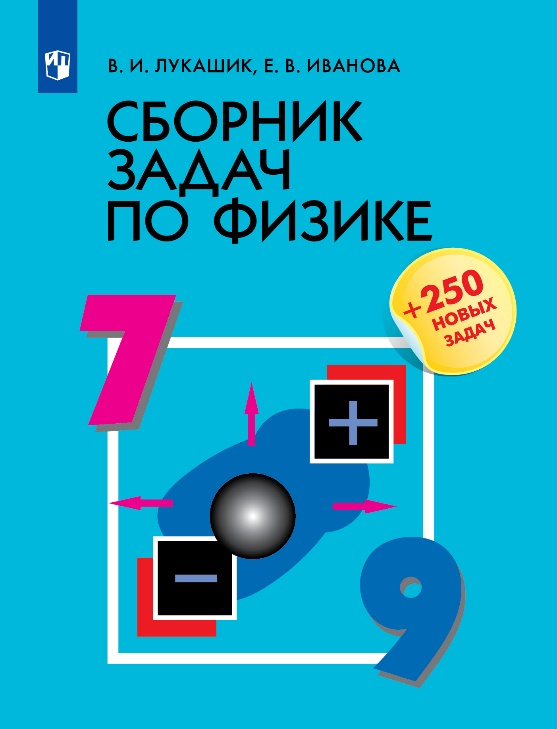 В. И. ЛУКАШИК, Е. В. ИВАНОВА
СБОРНИК
ЗАДАЧ
ПО ФИЗИКЕ
+250
НОВЫХ
ЗАДАЧ
7
+
−
9